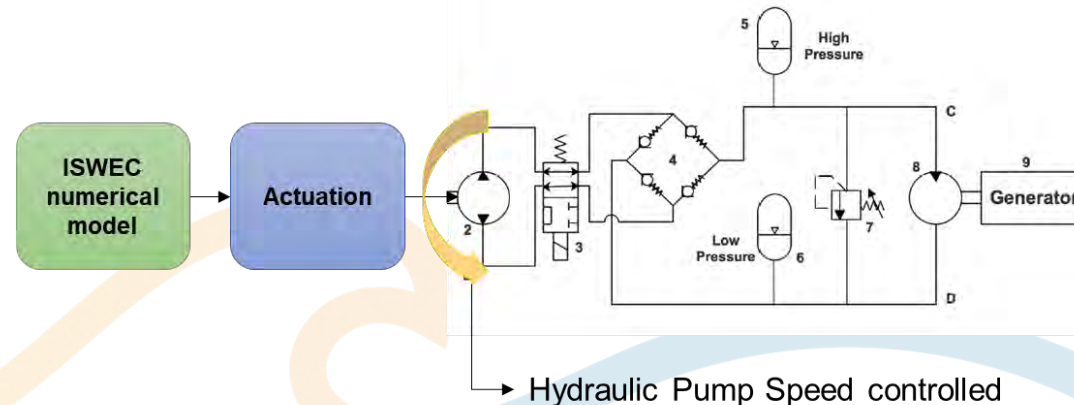 ISWEC
numerical
model
Actuation
2
3
4
5
High
Pressure
Low
Pressure
6
7
C
8
9
Generator
D
Hydraulic Pump Speed controlled